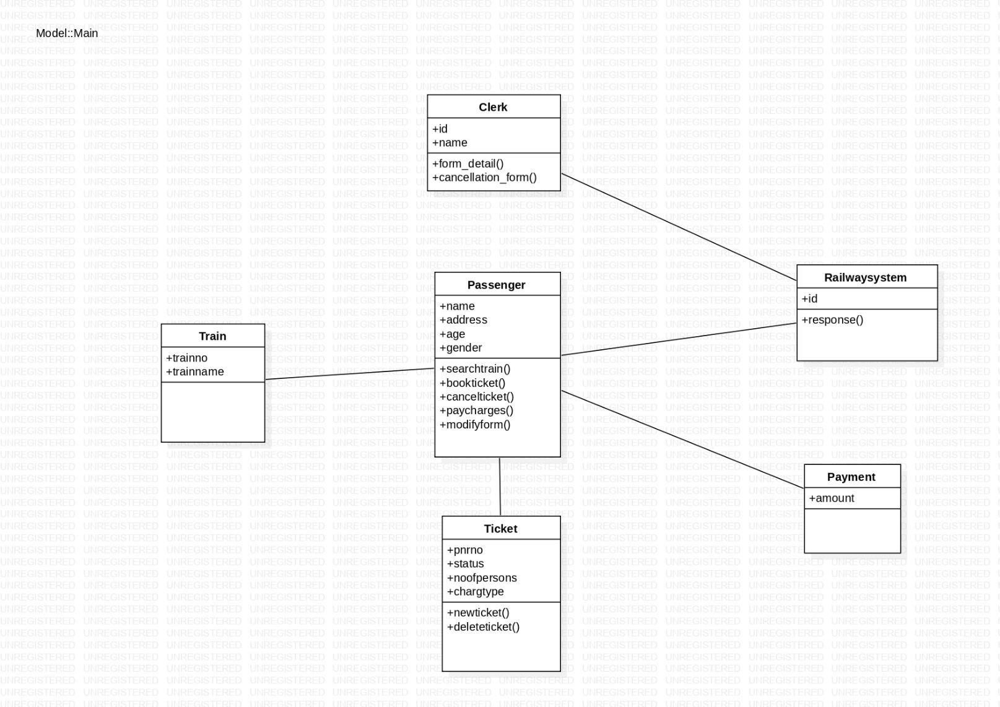 Model::Main
Clerk
+id
+name
+form_detail()
+cancellation_form()
Passenger
+name
+address
+age
+gender
+searchtrain()
+bookticket()
+cancelticket()
+paycharges()
+modifyform()
Railwaysystem
+id
+response()
Train
+trainno
+trainname
Payment
+amount
Ticket
+pnrno
+status
+noofpersons
+chargtype
+newticket()
+deleteticket()
UNREGISTERED